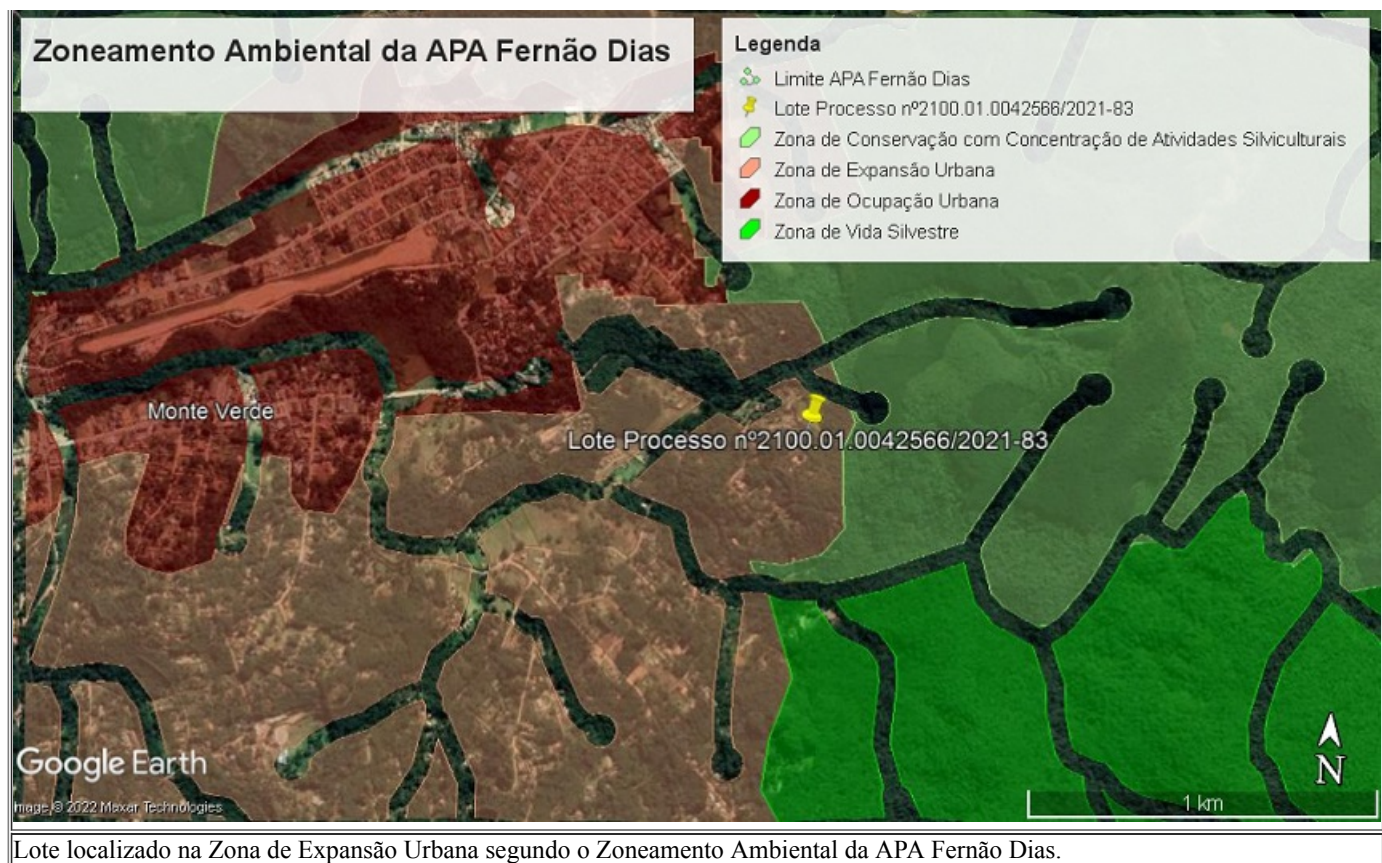 Zoneamento Ambiental da APA Fernão Dias
Legenda
Limite APA Fernão Dias
Lote Processo nº2100.01.0042566/2021-83
Zona de Conservação com Concentração de Atividades Silviculturais
Zona de Expansão Urbana
Zona de Ocupação Urbana
Zona de Vida Silvestre
Monte Verde
Lote Processo nº2100.01.0042566/2021-83
Google Earth
Image © 2022 Maxar Technologies
N
1 km
Lote localizado na Zona de Expansão Urbana segundo o Zoneamento Ambiental da APA Fernão Dias.